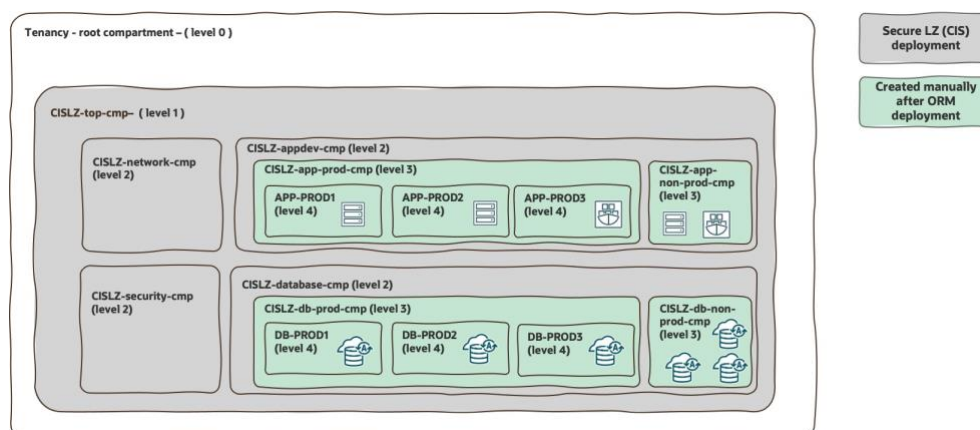 Tenancy - root compartment – ( level 0 )
Secure LZ (CIS)
deployment
Created manually
after ORM
deployment
CISLZ-top-cmp– ( level 1 )
CISLZ-network-cmp
(level 2)
CISLZ-appdev-cmp (level 2)
CISLZ-app-prod-cmp (level 3)
APP-PROD1
(level 4)
APP-PROD2
(level 4)
APP-PROD3
(level 4)
CISLZ-app-
non-prod-cmp
(level 3)
CISLZ-security-cmp
(level 2)
CISLZ-database-cmp (level 2)
CISLZ-db-prod-cmp (level 3)
DB-PROD1
(level 4)
A
DB-PROD2
(level 4)
A
DB-PROD3
(level 4)
A
CISLZ-db-non-
prod-cmp
(level 3)
A
A
A